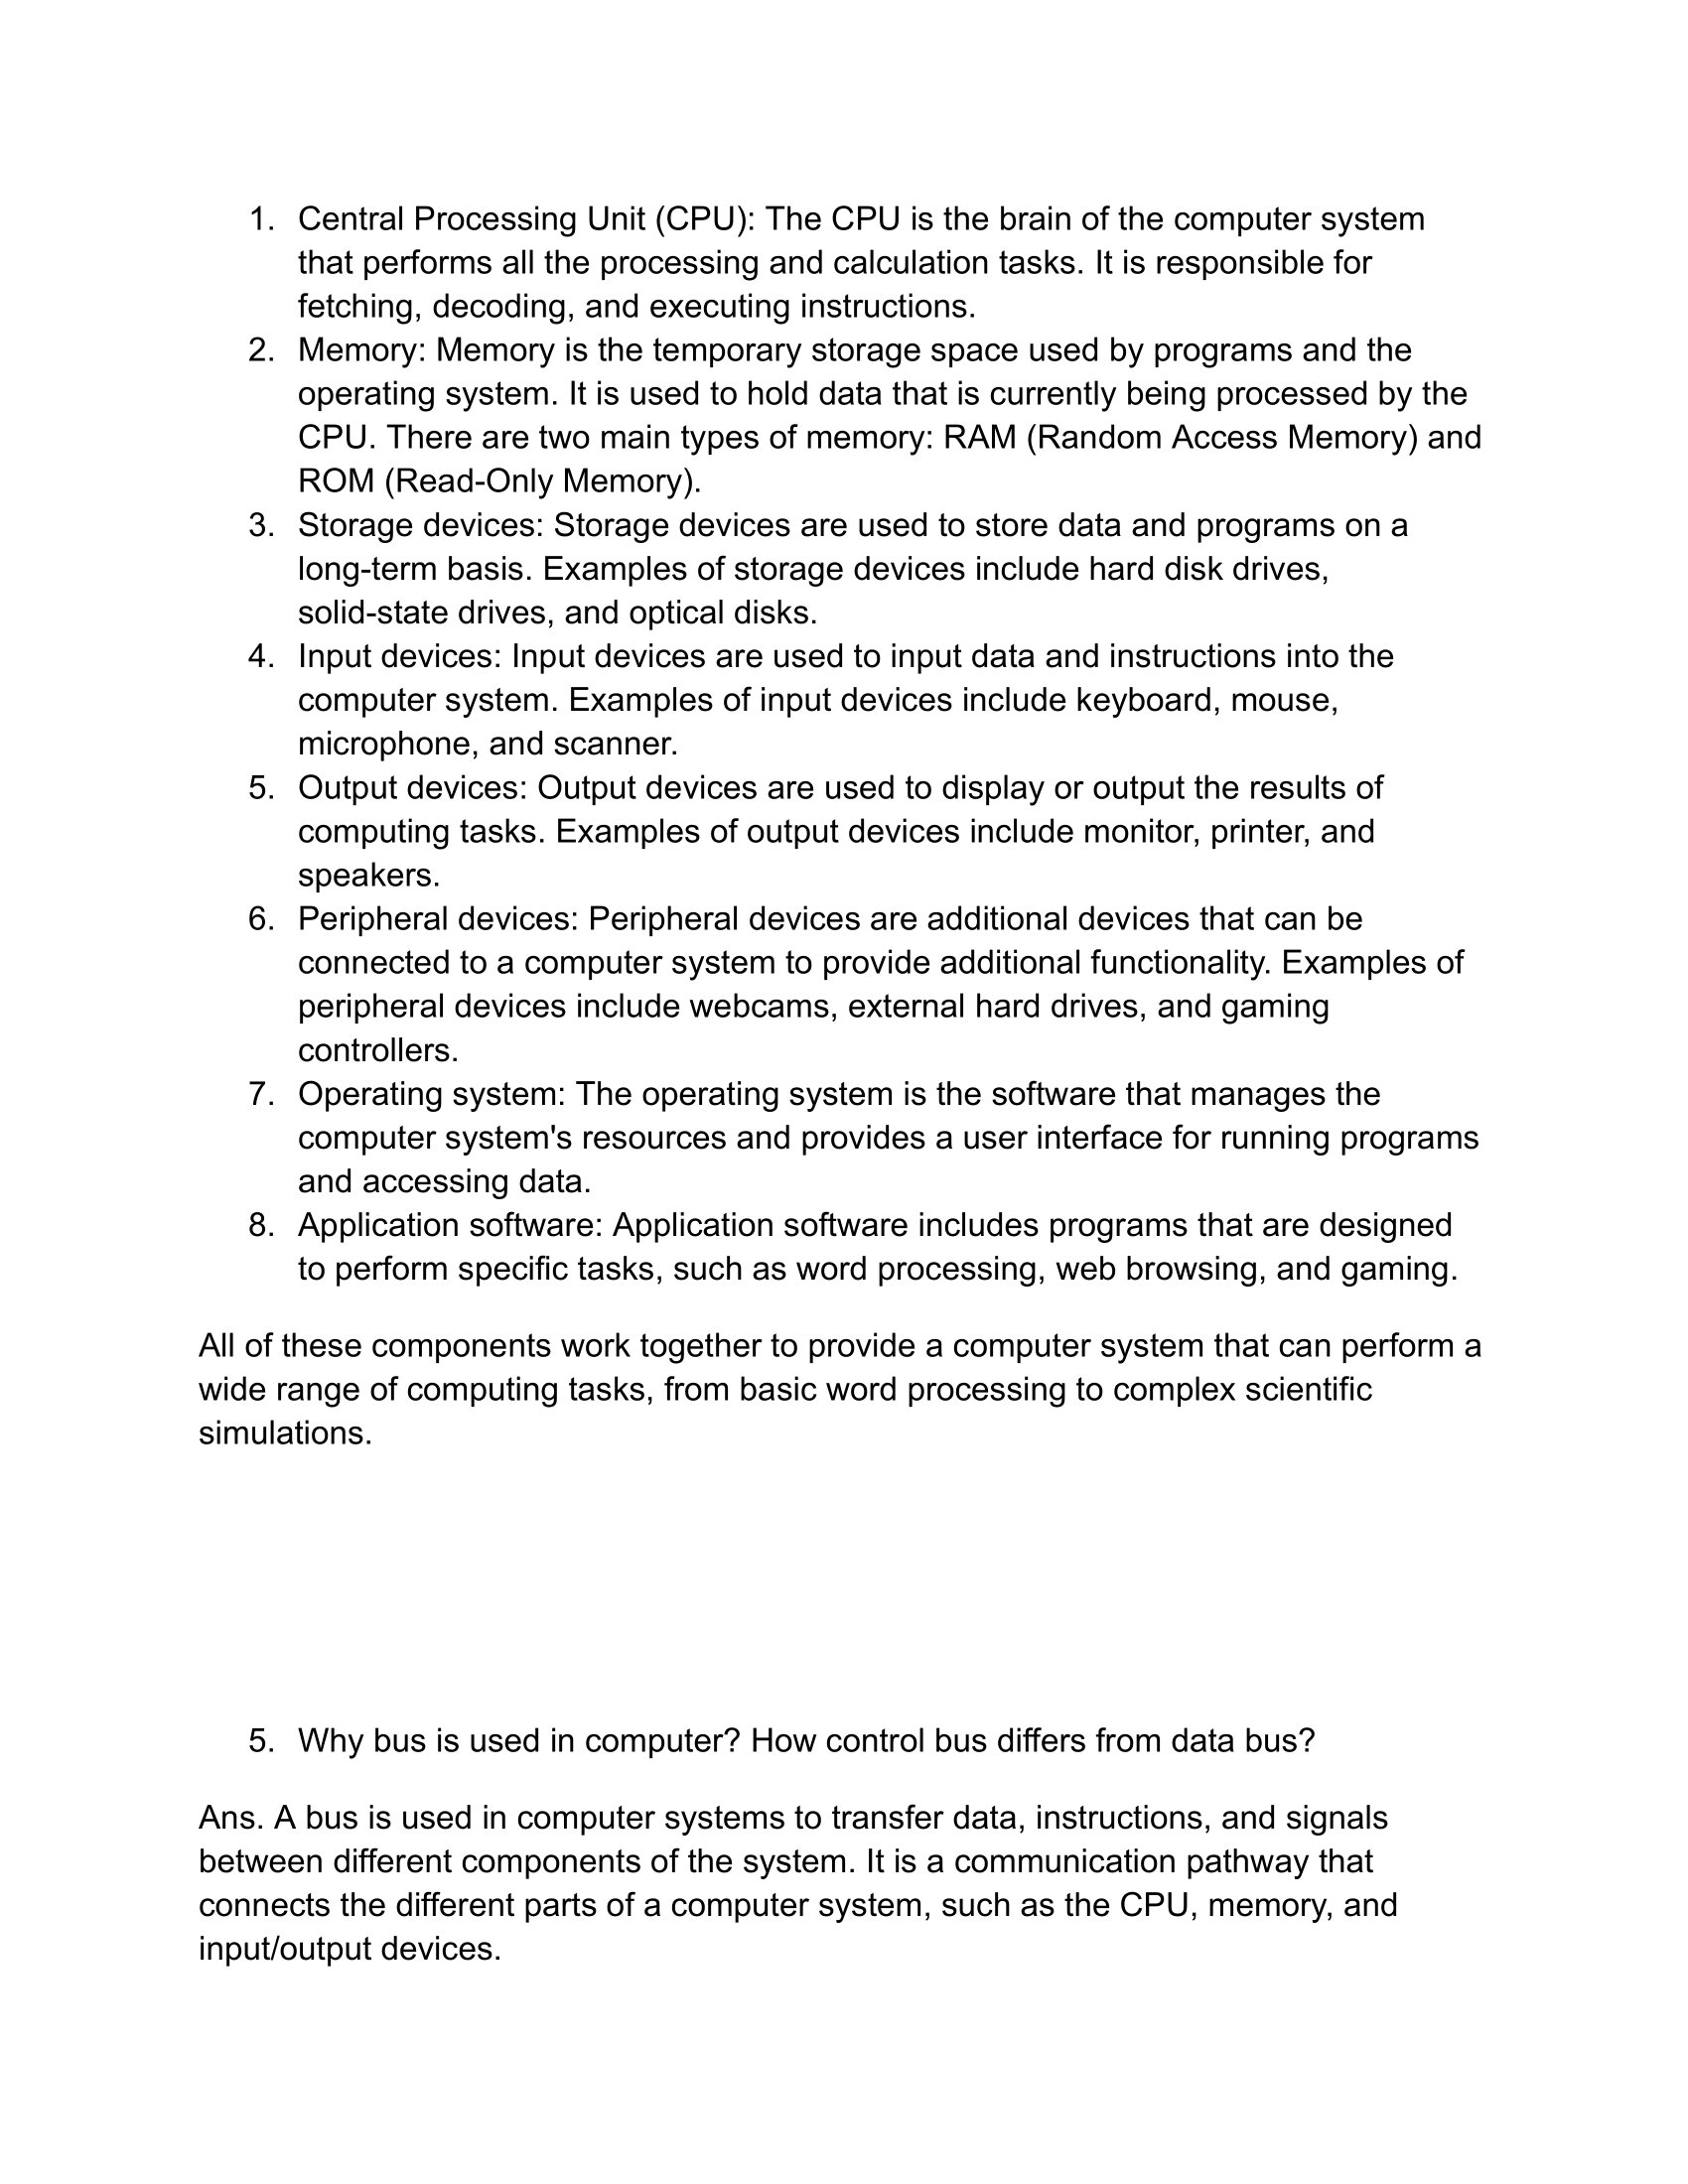 1. Central Processing Unit (CPU): The CPU is the brain of the computer system
that performs all the processing and calculation tasks. It is responsible for
fetching, decoding, and executing instructions.
2. Memory: Memory is the temporary storage space used by programs and the
operating system. It is used to hold data that is currently being processed by the
CPU. There are two main types of memory: RAM (Random Access Memory) and
ROM (Read-Only Memory).
3. Storage devices: Storage devices are used to store data and programs on a
long-term basis. Examples of storage devices include hard disk drives,
solid-state drives, and optical disks.
4. Input devices: Input devices are used to input data and instructions into the
computer system. Examples of input devices include keyboard, mouse,
microphone, and scanner.
5. Output devices: Output devices are used to display or output the results of
computing tasks. Examples of output devices include monitor, printer, and
speakers.
6. Peripheral devices: Peripheral devices are additional devices that can be
connected to a computer system to provide additional functionality. Examples of
peripheral devices include webcams, external hard drives, and gaming
controllers.
7. Operating system: The operating system is the software that manages the
computer system's resources and provides a user interface for running programs
and accessing data.
8. Application software: Application software includes programs that are designed
to perform specific tasks, such as word processing, web browsing, and gaming.
All of these components work together to provide a computer system that can perform a
wide range of computing tasks, from basic word processing to complex scientific
simulations.
5. Why bus is used in computer? How control bus differs from data bus?
Ans. A bus is used in computer systems to transfer data, instructions, and signals
between different components of the system. It is a communication pathway that
connects the different parts of a computer system, such as the CPU, memory, and
input/output devices.